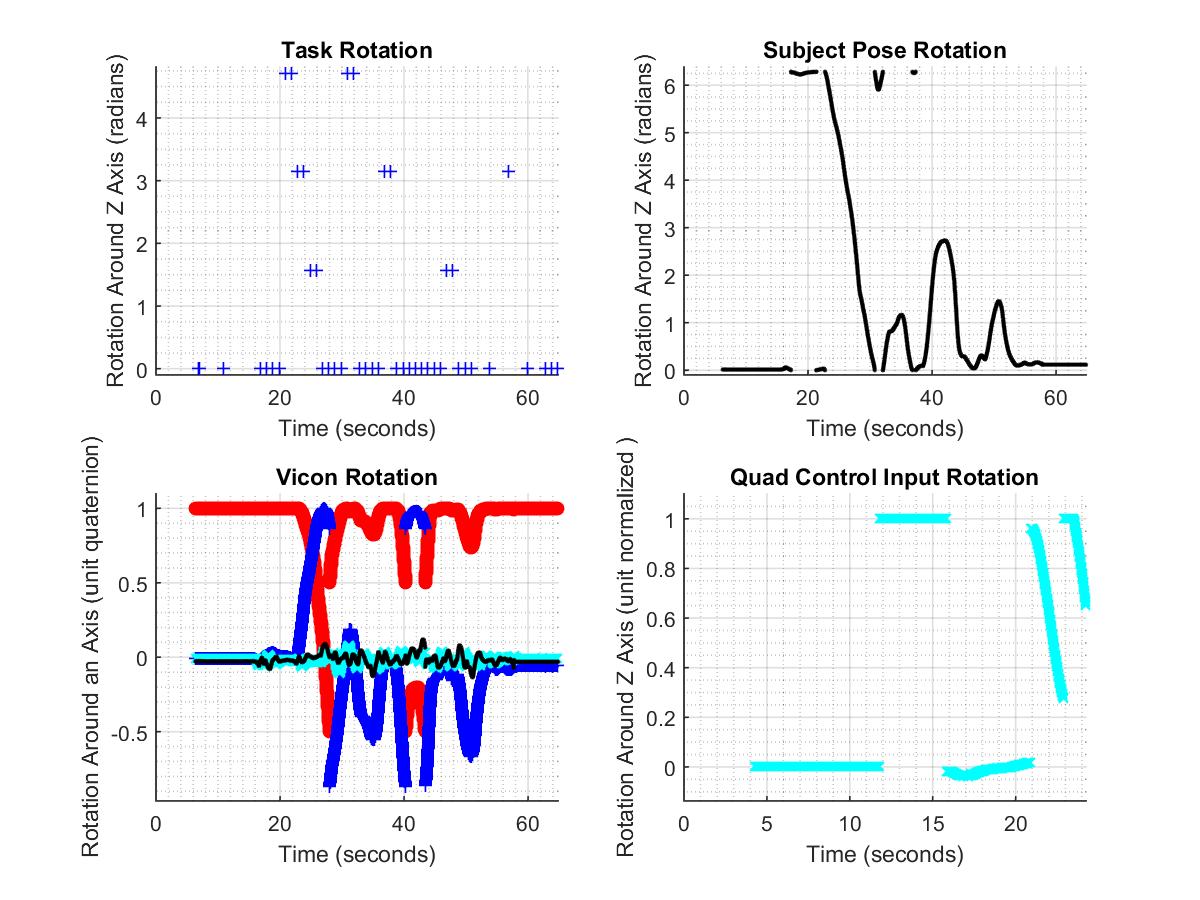 Task Rotation
Rotation Around Z Axis (radians)
4
3
2
1
0
0 20 40 60
Time (seconds)
Subject Pose Rotation
Rotation Around Z Axis (radians)
6
5
4
3
2
1
0
0 20 40 60
Time (seconds)
Vicon Rotation
Rotation Around an Axis (unit quaternion)
1
0.5
0
-0.5
0 20 40 60
Time (seconds)
Quad Control Input Rotation
Rotation Around Z Axis (unit normalized )
1
0.8
0.6
0.4
0.2
0
0 5 10 15 20
Time (seconds)